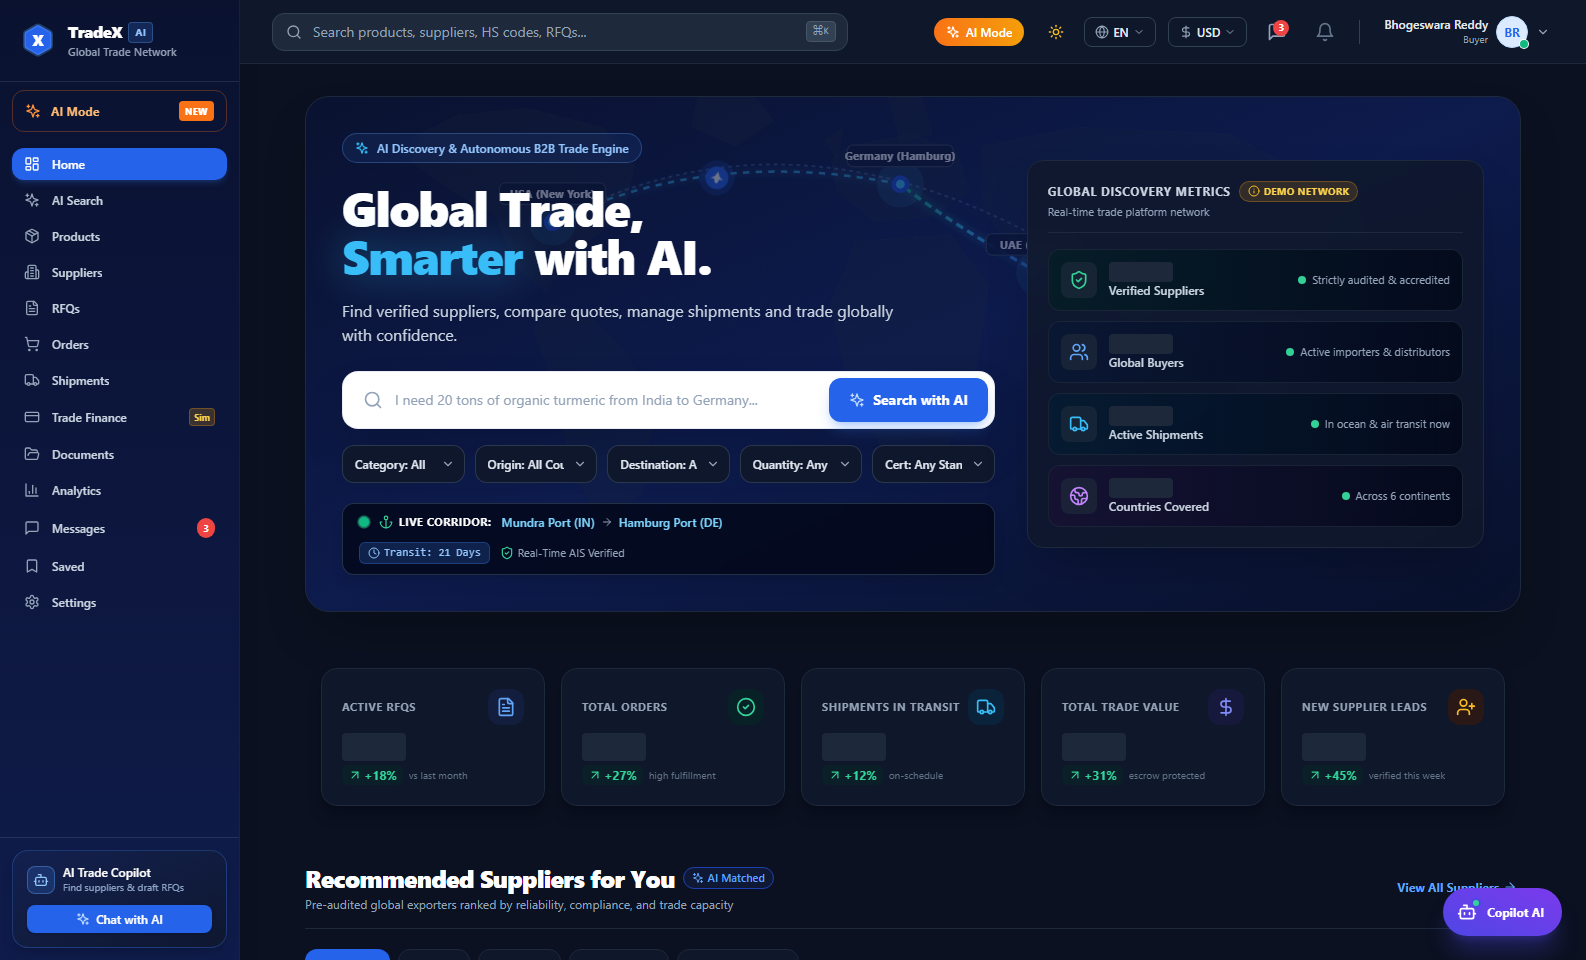 TradeX AI
Global Trade Network
AI Mode NEW
Home
AI Search
Products
Suppliers
RFQs
Orders
Shipments
Trade Finance Sim
Documents
Analytics
Messages 3
Saved
Settings
AI Trade Copilot
Find suppliers & draft RFQs
Chat with AI
Search products, suppliers, HS codes, RFQs...
⌘K
AI Mode
EN
USD
3
Bhogeswara Reddy
Buyer
BR
AI Discovery & Autonomous B2B Trade Engine
USA (New York)
Germany (Hamburg)
UAE
Global Trade,
Smarter with AI.
Find verified suppliers, compare quotes, manage shipments and trade globally
with confidence.
I need 20 tons of organic turmeric from India to Germany...
Search with AI
Category: All
Origin: All Cou
Destination: A
Quantity: Any
Cert: Any Stan
LIVE CORRIDOR: Mundra Port (IN) → Hamburg Port (DE)
Transit: 21 Days
Real-Time AIS Verified
GLOBAL DISCOVERY METRICS
DEMO NETWORK
Real-time trade platform network
Verified Suppliers
Strictly audited & accredited
Global Buyers
Active importers & distributors
Active Shipments
In ocean & air transit now
Countries Covered
Across 6 continents
ACTIVE RFQS
+18% vs last month
TOTAL ORDERS
+27% high fulfillment
SHIPMENTS IN TRANSIT
+12% on-schedule
TOTAL TRADE VALUE
+31% escrow protected
NEW SUPPLIER LEADS
+45% verified this week
Recommended Suppliers for You
AI Matched
Pre-audited global exporters ranked by reliability, compliance, and trade capacity
View All Suppliers →
Copilot AI